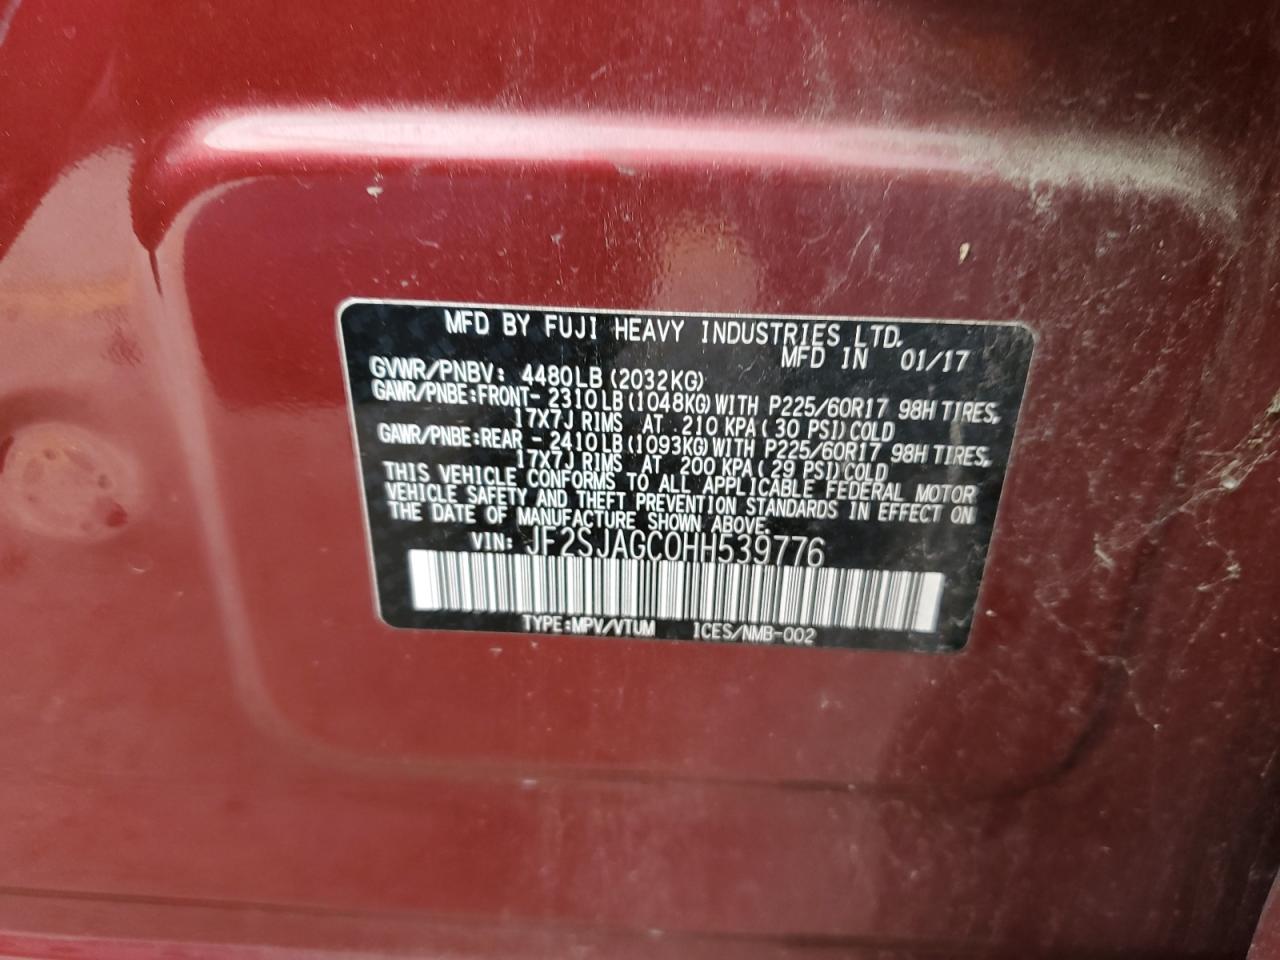 MFD BY FUJI HEAVY INDUSTRIES LTD.
MFD IN 01/17
GVWR/PNBV: 4480LB (2032KG)
GAWR/PNBE:FRONT- 2310LB(1048KG)WITH P225/60R17 98H TIRES,
17X7J RIMS AT 210 KPA(30 PSI)COLD
GAWR/PNBE:REAR - 2410LB(1093KG)WITH P225/60R17 98H TIRES,
17X7J RIMS AT 200 KPA(29 PSI)COLD
THIS VEHICLE CONFORMS TO ALL APPLICABLE FEDERAL MOTOR
VEHICLE SAFETY AND THEFT PREVENTION STANDARDS IN EFFECT ON
THE DATE OF MANUFACTURE SHOWN ABOVE.
VIN: JF2SJAGC0HH539776
TYPE:MPV/VTUM ICES/NMB-002